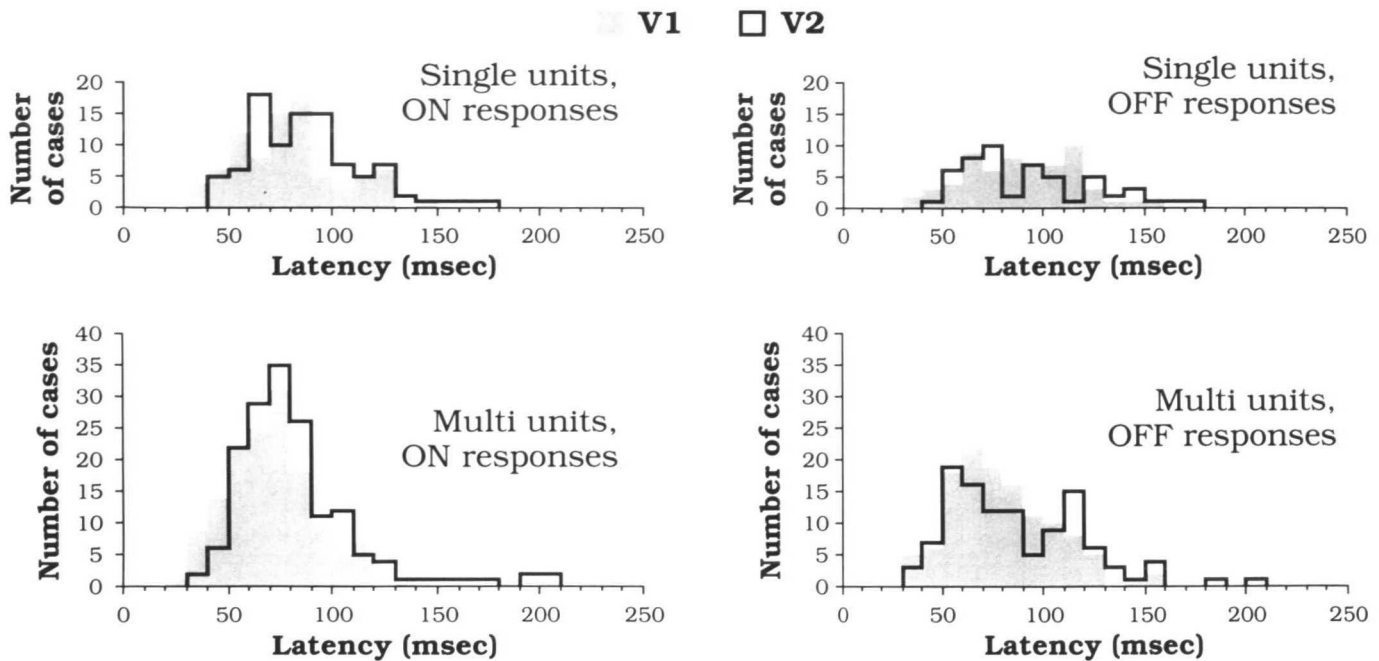 V1 V2
Single units,
ON responses
Number
of cases
20
15
10
5
0
0 50 100 150 200 250
Latency (msec)
Single units,
OFF responses
Number
of cases
20
15
10
5
0
0 50 100 150 200 250
Latency (msec)
Multi units,
ON responses
Number of cases
40
35
30
25
20
15
10
5
0
0 50 100 150 200 250
Latency (msec)
Multi units,
OFF responses
Number of cases
40
35
30
25
20
15
10
5
0
0 50 100 150 200 250
Latency (msec)